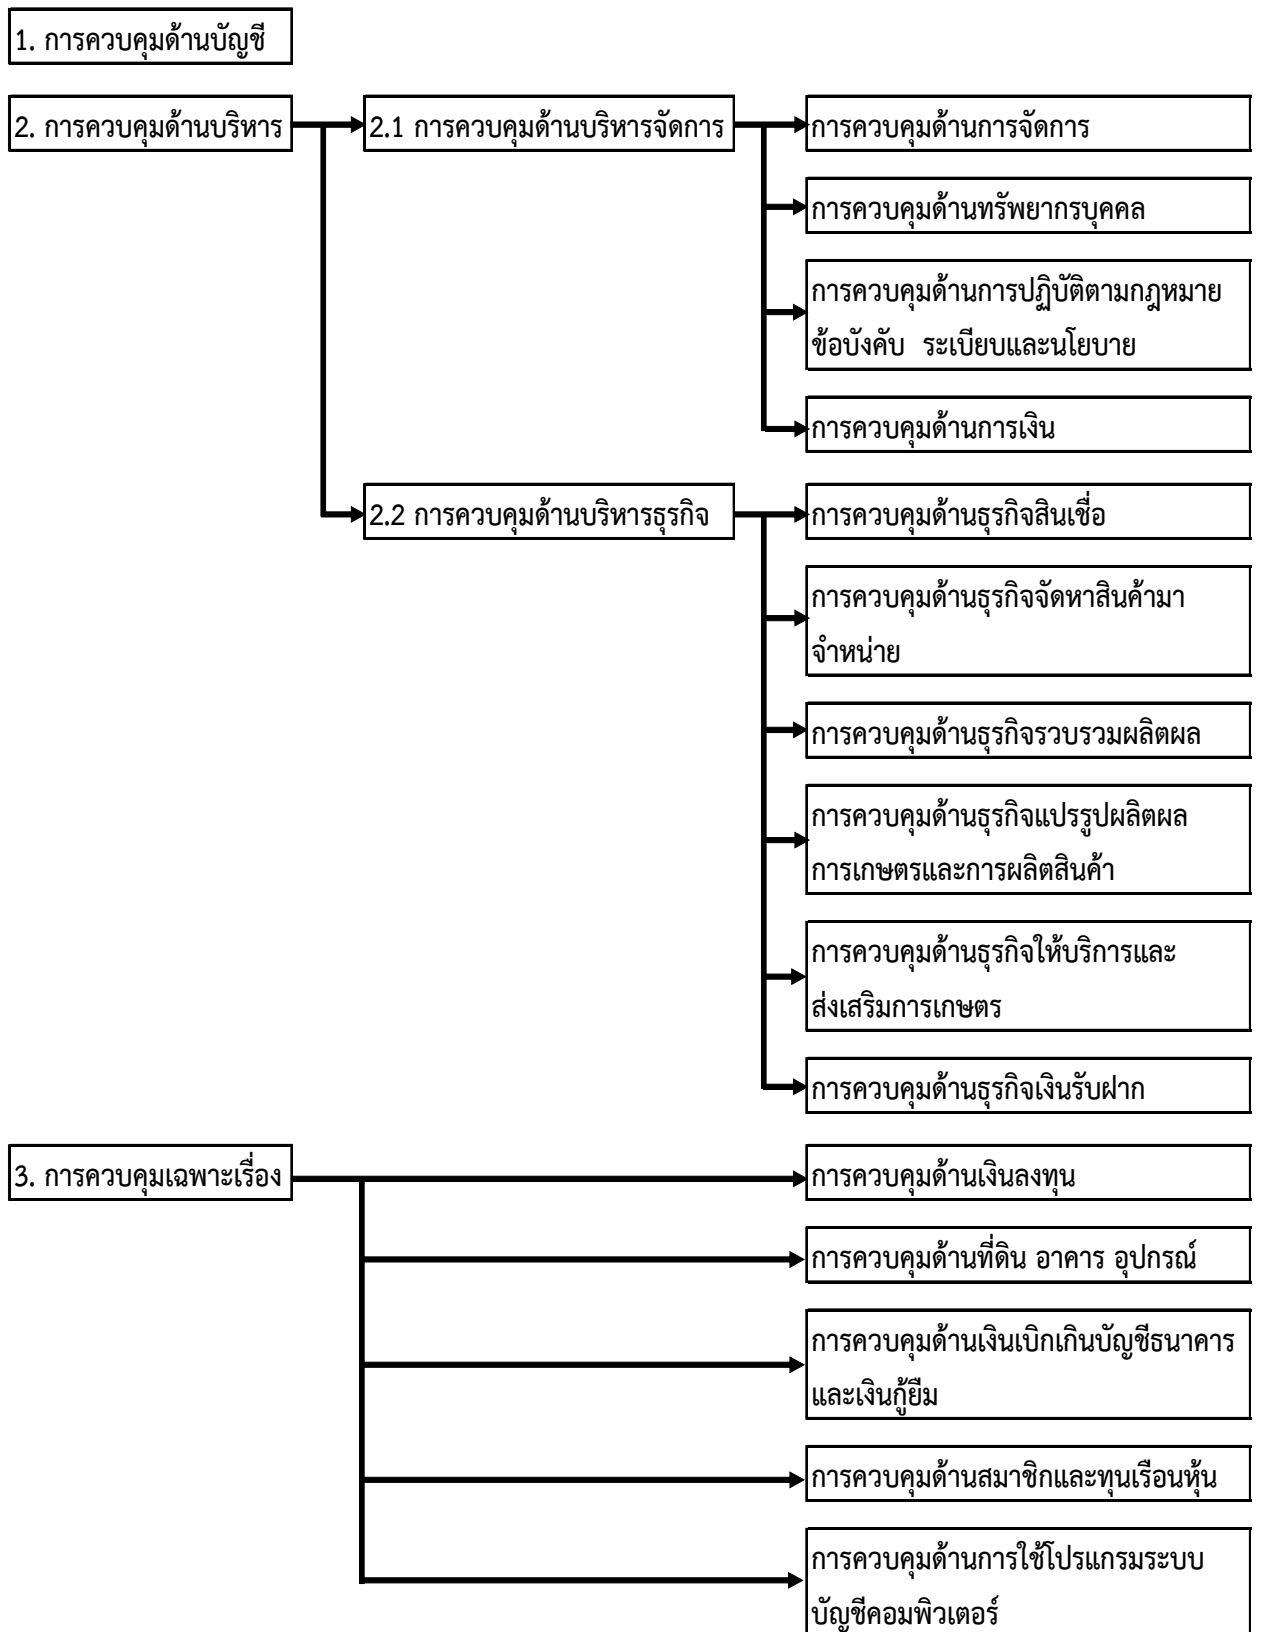 1. การควบคุมด้านบัญชี
2. การควบคุมด้านบริหาร
2.1 การควบคุมด้านบริหารจัดการ
การควบคุมด้านการจัดการ
การควบคุมด้านทรัพยากรบุคคล
การควบคุมด้านการปฏิบัติตามกฎหมาย
ข้อบังคับ ระเบียบและนโยบาย
การควบคุมด้านการเงิน
2.2 การควบคุมด้านบริหารธุรกิจ
การควบคุมด้านธุรกิจสินเชื่อ
การควบคุมด้านธุรกิจจัดหาสินค้ามา
จำหน่าย
การควบคุมด้านธุรกิจรวบรวมผลิตผล
การควบคุมด้านธุรกิจแปรรูปผลิตผล
การเกษตรและการผลิตสินค้า
การควบคุมด้านธุรกิจให้บริการและ
ส่งเสริมการเกษตร
การควบคุมด้านธุรกิจเงินรับฝาก
3. การควบคุมเฉพาะเรื่อง
การควบคุมด้านเงินลงทุน
การควบคุมด้านที่ดิน อาคาร อุปกรณ์
การควบคุมด้านเงินเบิกเกินบัญชีธนาคาร
และเงินกู้ยืม
การควบคุมด้านสมาชิกและทุนเรือนหุ้น
การควบคุมด้านการใช้โปรแกรมระบบ
บัญชีคอมพิวเตอร์